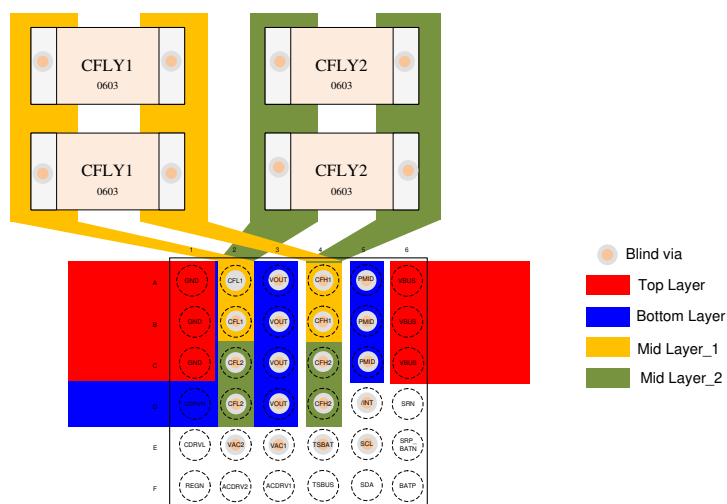 CFLY1
0603
CFLY2
0603
CFLY1
0603
CFLY2
0603
1 2 3 4 5 6
A GND CFL1 VOUT CFH1 PMID VBUS
B GND CFL1 VOUT CFH1 PMID VBUS
C GND CFL2 VOUT CFH2 PMID VBUS
D CFL2 VOUT CFH2 /INT SRN
E CDRVL VAC2 VAC1 TSBAT SCL SRP_
BATN
F REGN ACDRV2 ACDRV1 TSBUS SDA BATP
Blind via
Top Layer
Bottom Layer
Mid Layer_1
Mid Layer_2